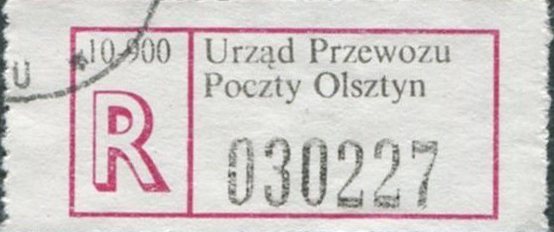 10-900
Urząd Przewozu
Poczty Olsztyn
R
030227
U